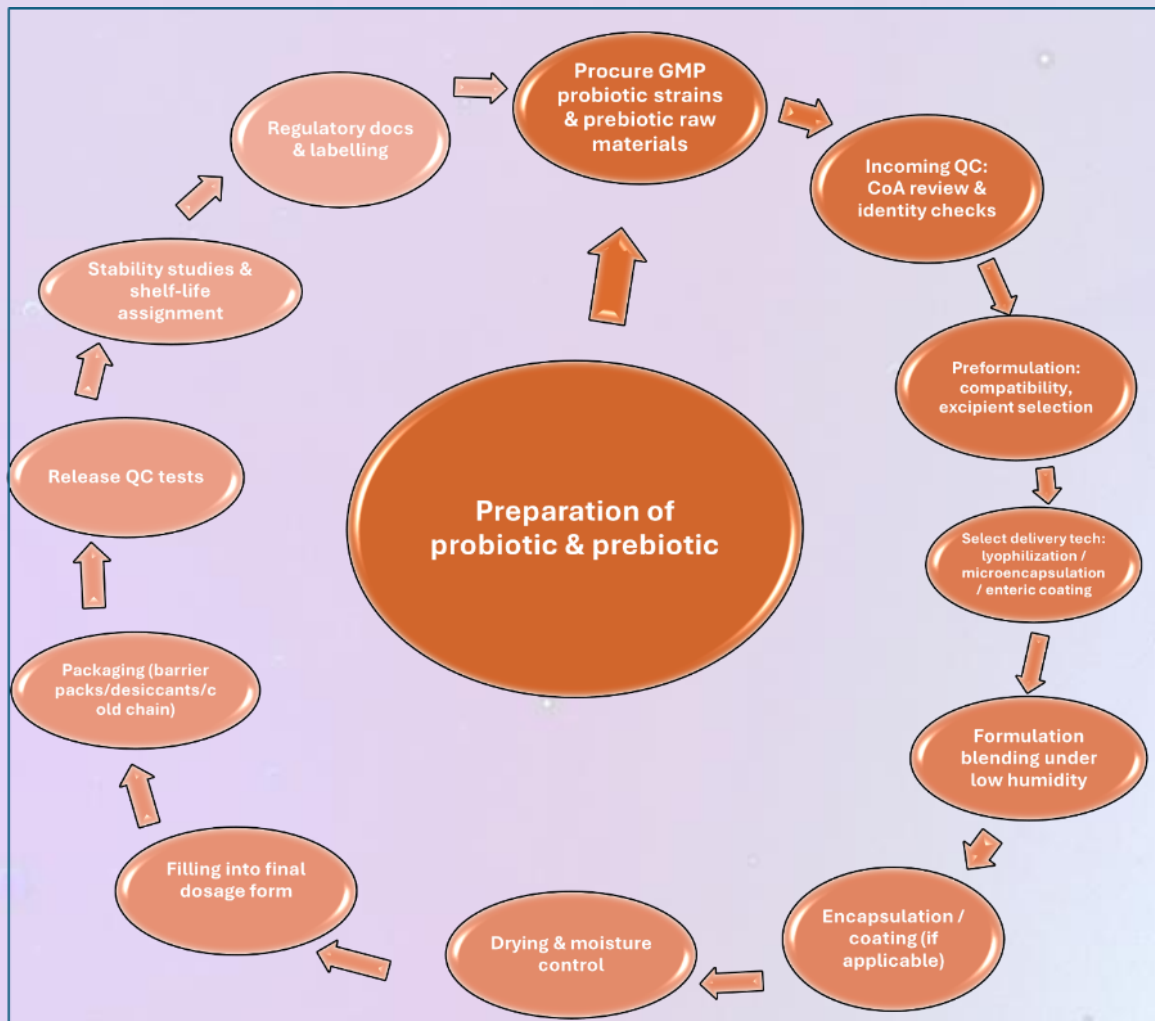 Procure GMP
probiotic strains
& prebiotic raw
materials
Incoming QC:
CoA review &
identity checks
Preformulation:
compatibility,
excipient selection
Select delivery tech:
lyophilization /
microencapsulation
/ enteric coating
Formulation
blending under
low humidity
Encapsulation /
coating (if
applicable)
Drying & moisture
control
Filling into final
dosage form
Packaging (barrier
packs/desiccants/c
old chain)
Release QC tests
Stability studies &
shelf-life
assignment
Regulatory docs
& labelling
Preparation of
probiotic & prebiotic